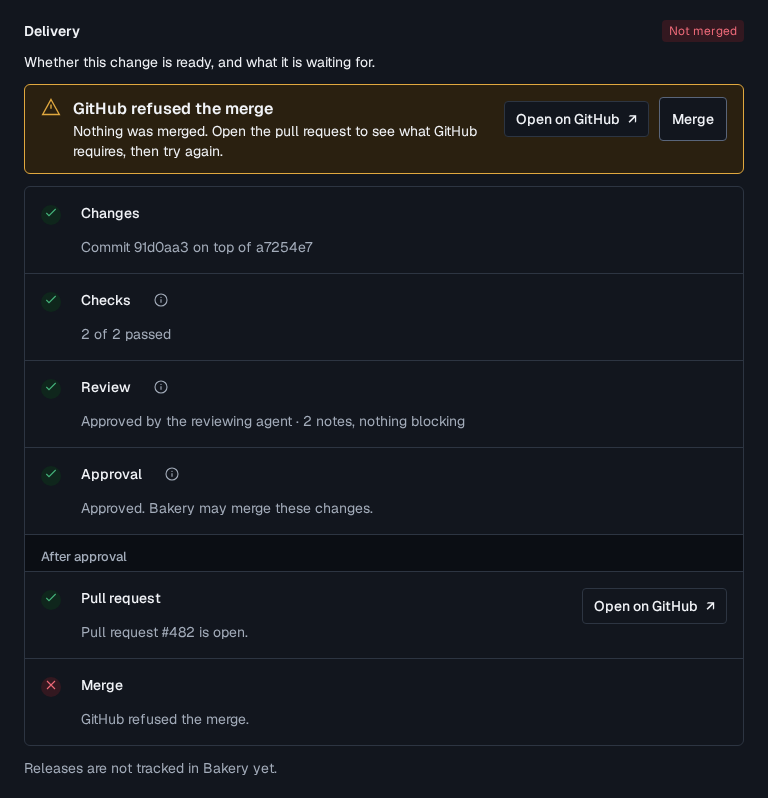 Delivery
Not merged
Whether this change is ready, and what it is waiting for.
GitHub refused the merge
Nothing was merged. Open the pull request to see what GitHub
requires, then try again.
Open on GitHub
Merge
Changes
Commit 91d0aa3 on top of a7254e7
Checks
2 of 2 passed
Review
Approved by the reviewing agent · 2 notes, nothing blocking
Approval
Approved. Bakery may merge these changes.
After approval
Pull request
Pull request #482 is open.
Open on GitHub
Merge
GitHub refused the merge.
Releases are not tracked in Bakery yet.